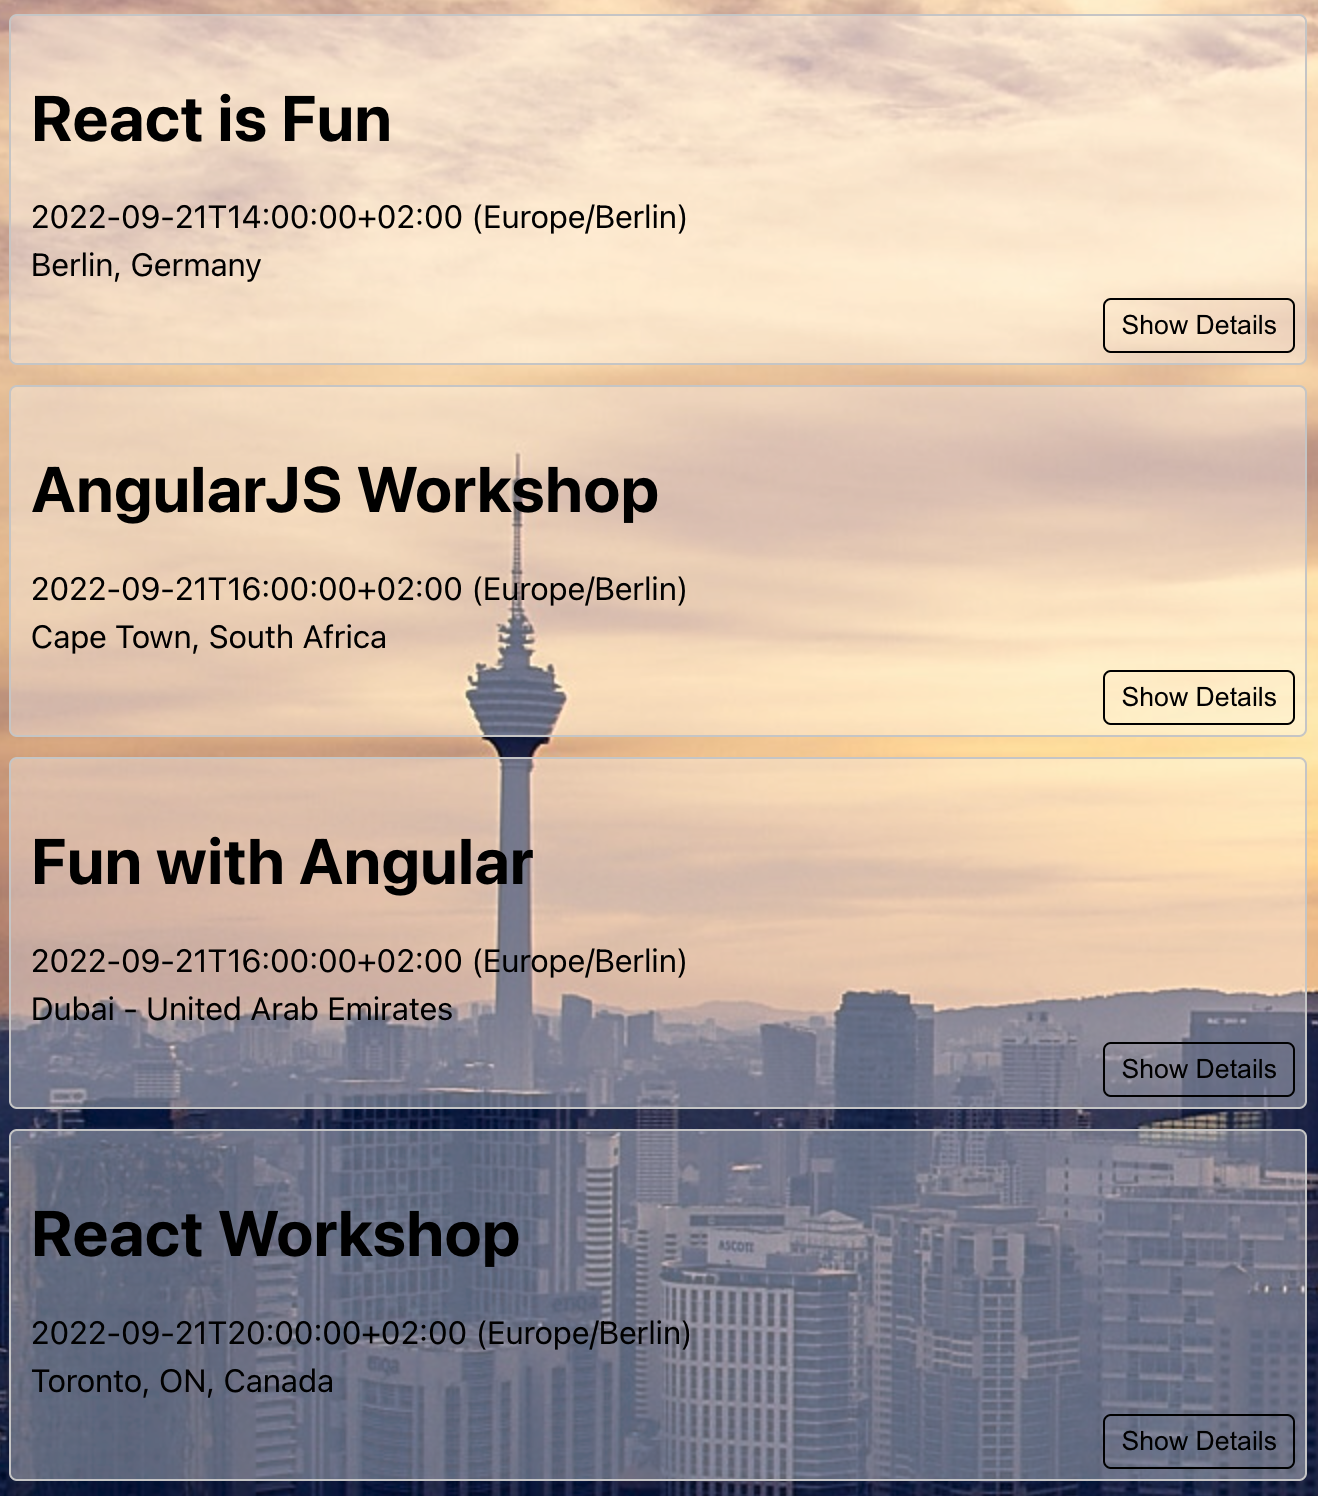 React is Fun
2022-09-21T14:00:00+02:00 (Europe/Berlin)
Berlin, Germany
Show Details
AngularJS Workshop
2022-09-21T16:00:00+02:00 (Europe/Berlin)
Cape Town, South Africa
Show Details
Fun with Angular
2022-09-21T16:00:00+02:00 (Europe/Berlin)
Dubai - United Arab Emirates
Show Details
React Workshop
ASCOTT
enqa
2022-09-21T20:00:00+02:00 (Europe/Berlin)
enqa
Toronto, ON, Canada
Show Details